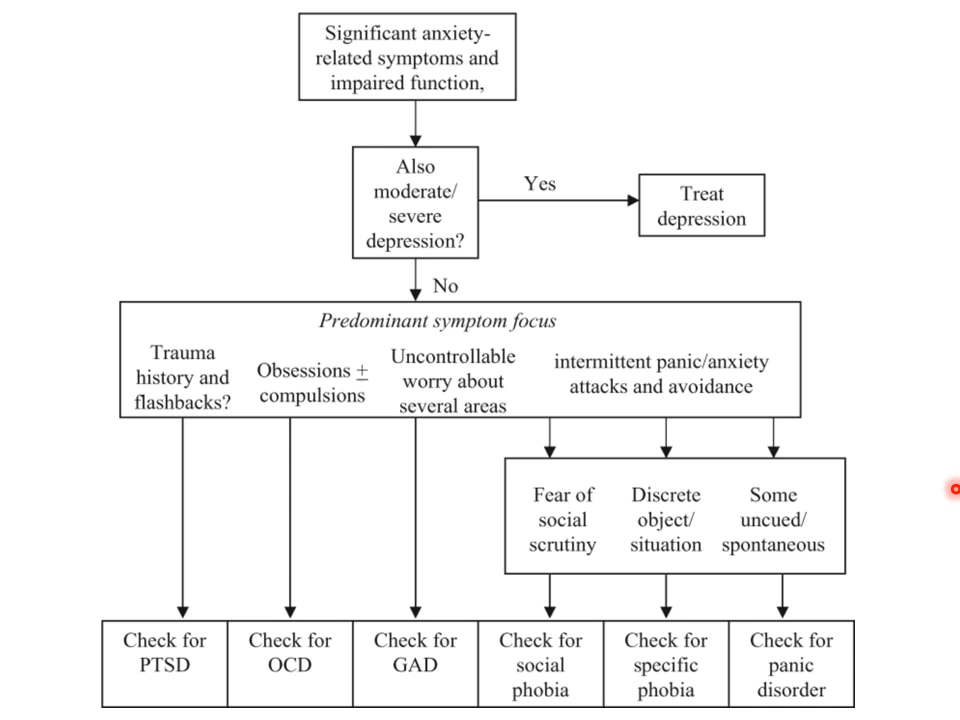 Significant anxiety-
related symptoms and
impaired function,
Also
moderate/
severe
depression?
Yes
Treat
depression
No
Predominant symptom focus
Trauma
history and
flashbacks?
Obsessions ±
compulsions
Uncontrollable
worry about
several areas
intermittent panic/anxiety
attacks and avoidance
Fear of
social
scrutiny
Discrete
object/
situation
Some
uncued/
spontaneous
Check for
PTSD
Check for
OCD
Check for
GAD
Check for
social
phobia
Check for
specific
phobia
Check for
panic
disorder